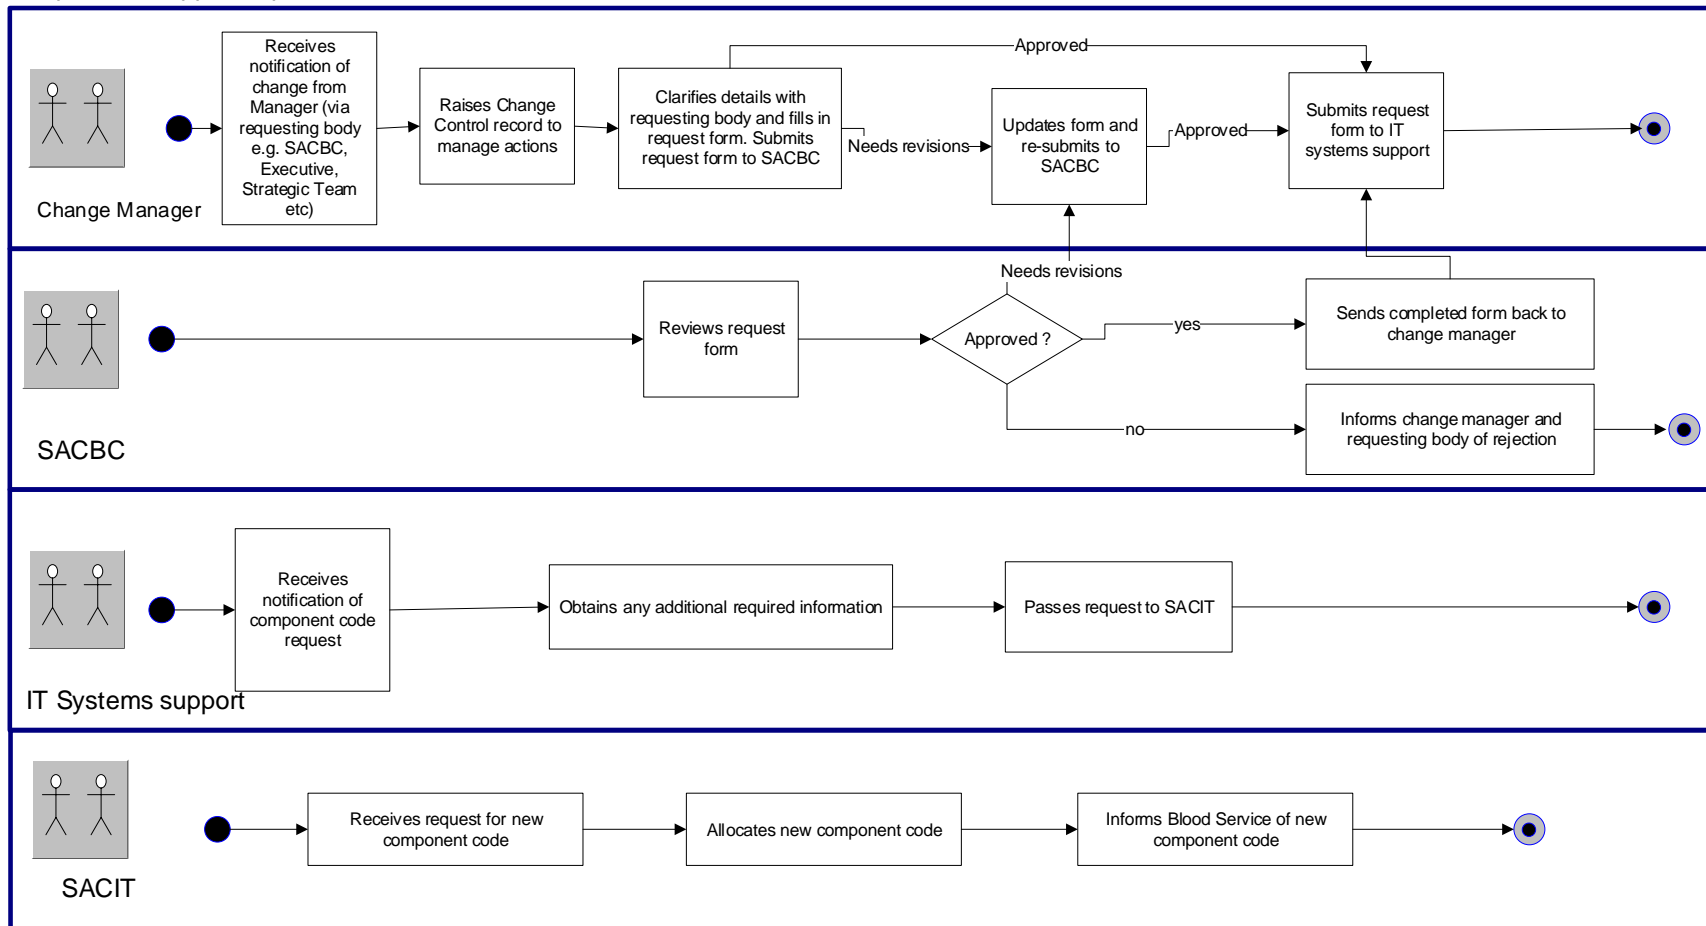 Approved
Receives
notification of
change from
Manager (via
requesting body
e.g. SACBC,
Executive,
Strategic Team
etc)
Raises Change
Control record to
manage actions
Clarifies details with
requesting body and fills in
request form. Submits
request form to SACBC
Needs revisions
Updates form and
re-submits to
SACBC
Approved
Submits request
form to IT
systems support
Change Manager
Needs revisions
Reviews request
form
Approved ?
yes
Sends completed form back to
change manager
no
Informs change manager and
requesting body of rejection
SACBC
Receives
notification of
component code
request
Obtains any additional required information
Passes request to SACIT
IT Systems support
Receives request for new
component code
Allocates new component code
Informs Blood Service of new
component code
SACIT